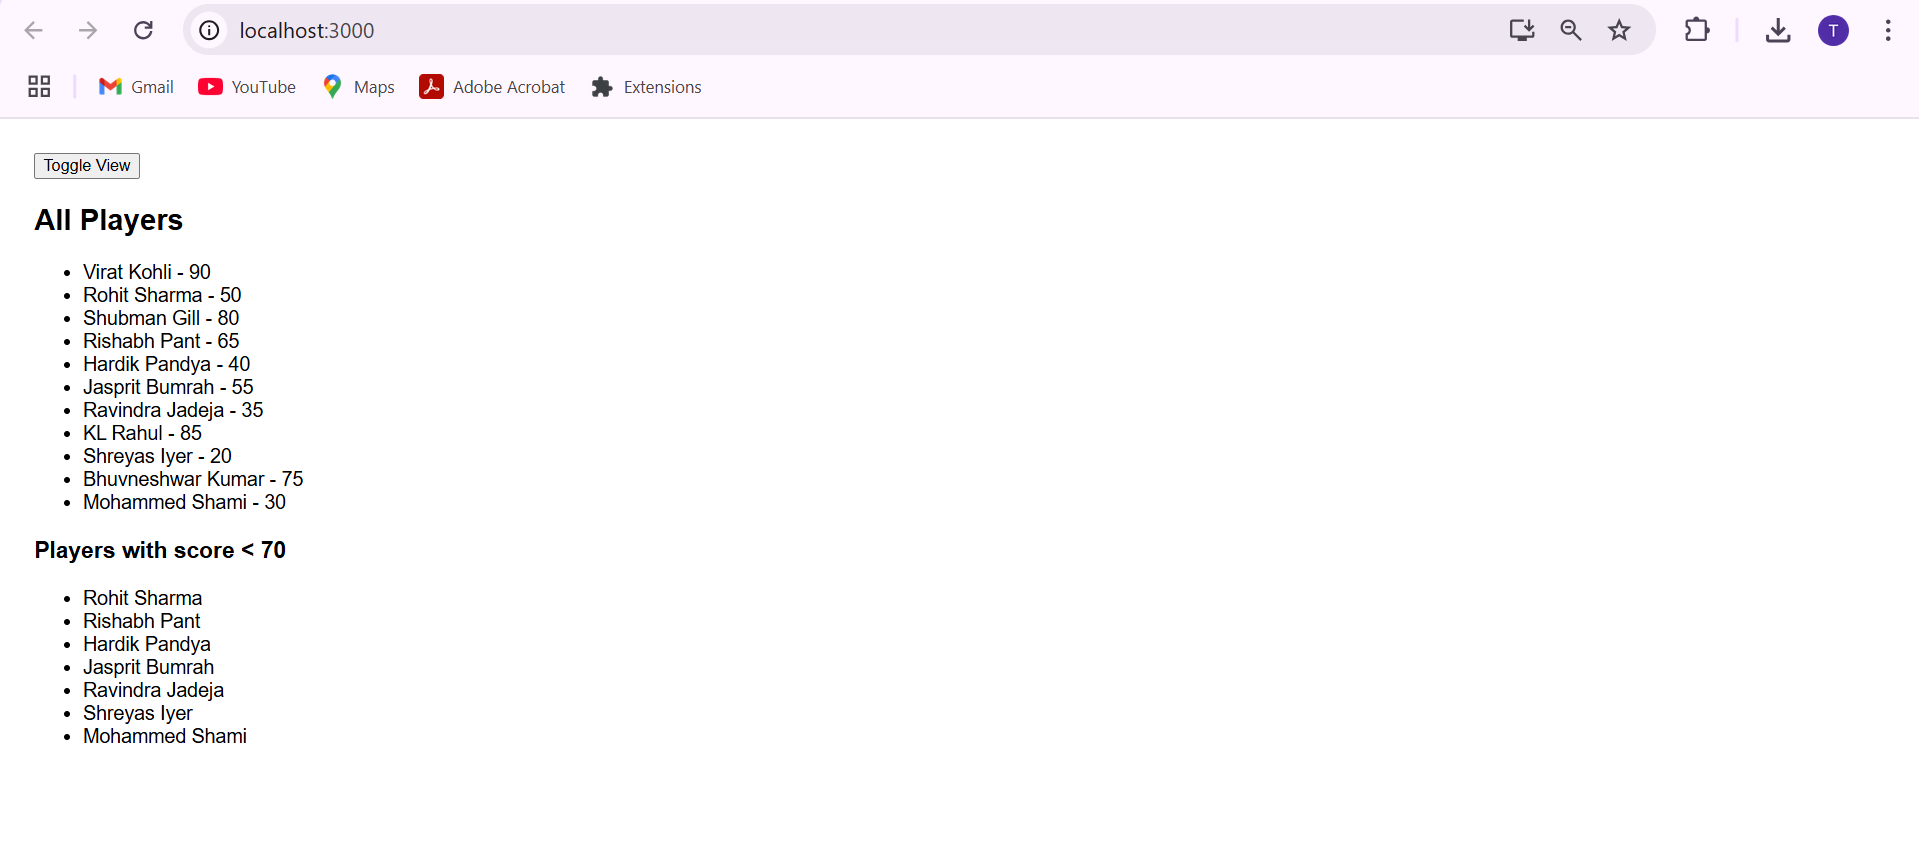 localhost:3000
T
Gmail
YouTube
Maps
Adobe Acrobat
Extensions
Toggle View
All Players
• Virat Kohli - 90
• Rohit Sharma - 50
• Shubman Gill - 80
• Rishabh Pant - 65
• Hardik Pandya - 40
• Jasprit Bumrah - 55
• Ravindra Jadeja - 35
• KL Rahul - 85
• Shreyas Iyer - 20
• Bhuvneshwar Kumar - 75
• Mohammed Shami - 30
Players with score < 70
• Rohit Sharma
• Rishabh Pant
• Hardik Pandya
• Jasprit Bumrah
• Ravindra Jadeja
• Shreyas Iyer
• Mohammed Shami